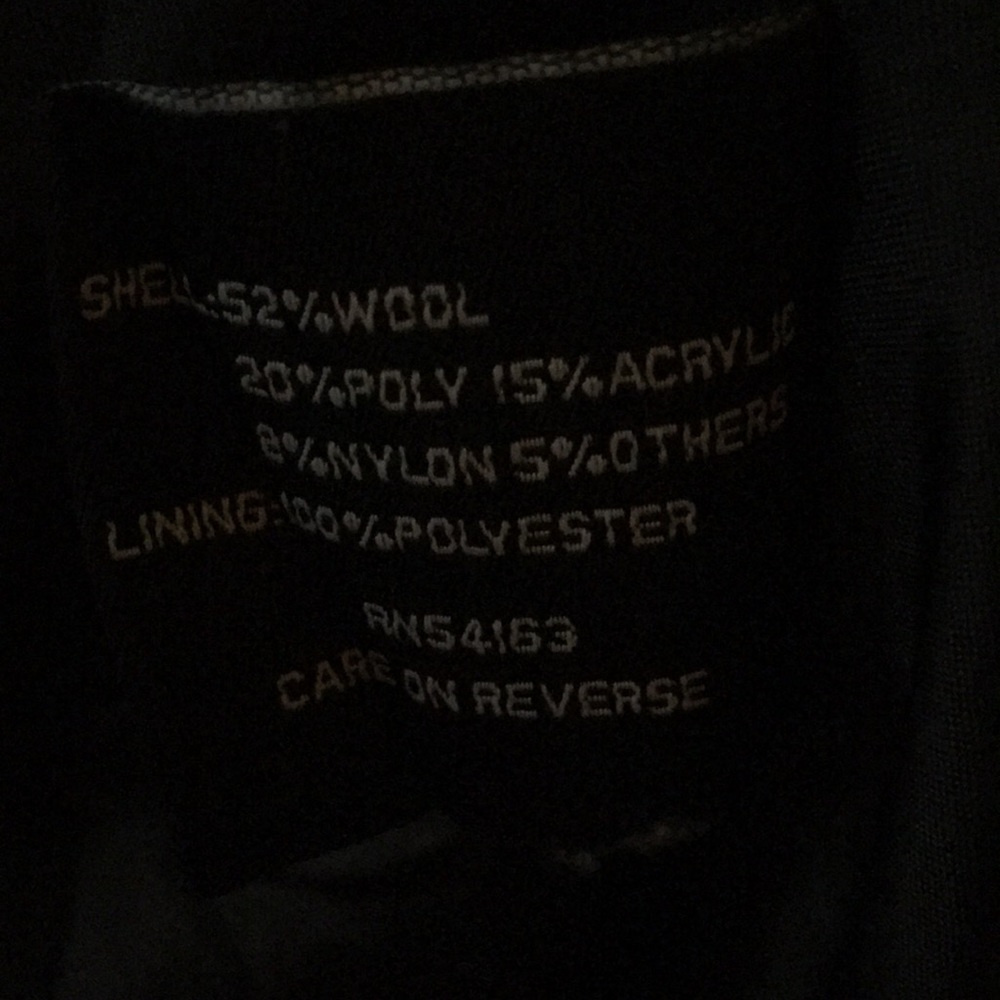 SHELL:52%WOOL
20%POLY 15%ACRYLIC
8%NYLON 5%OTHERS
LINING:100%POLYESTER
RN54163
CARE ON REVERSE